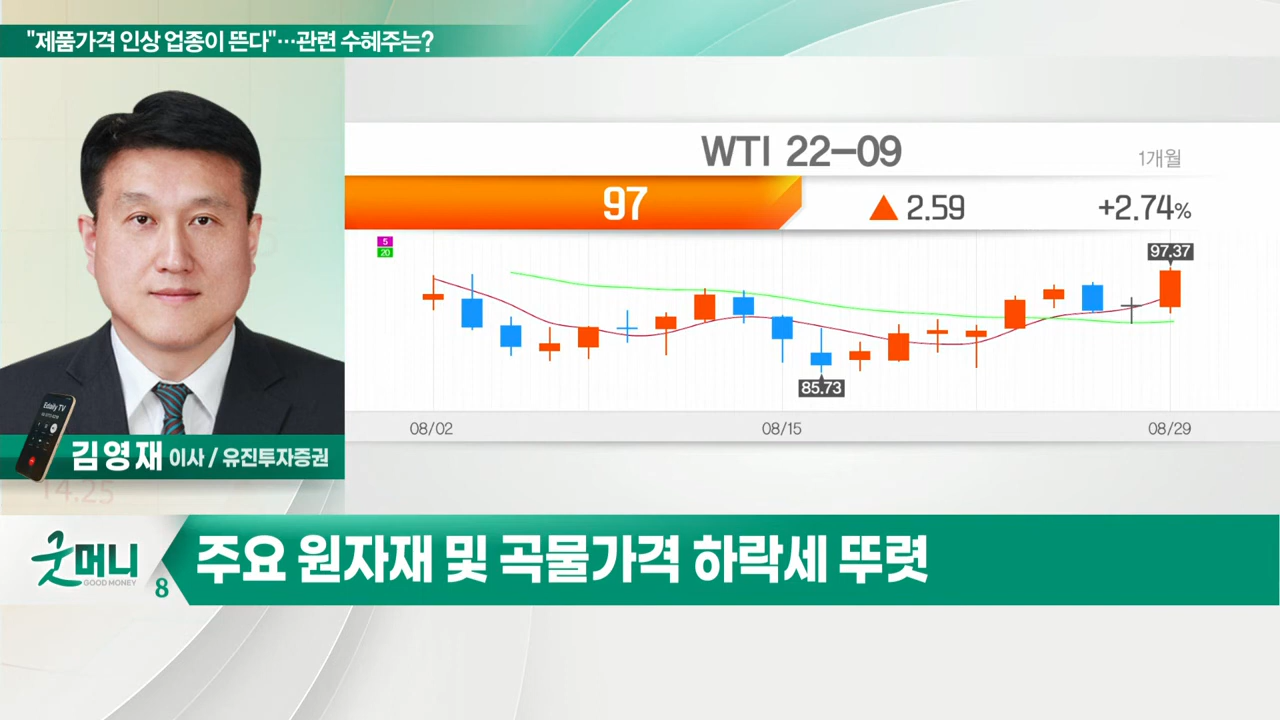 "제품가격 인상 업종이 뜬다"…관련 수혜주는?
WTI 22-09
1개월
97
▲ 2.59
+2.74%
5
20
97.37
85.73
08/02
08/15
08/29
Edaily TV
김영재 이사 / 유진투자증권
14.25
굿머니
GOOD MONEY
8
주요 원자재 및 곡물가격 하락세 뚜렷